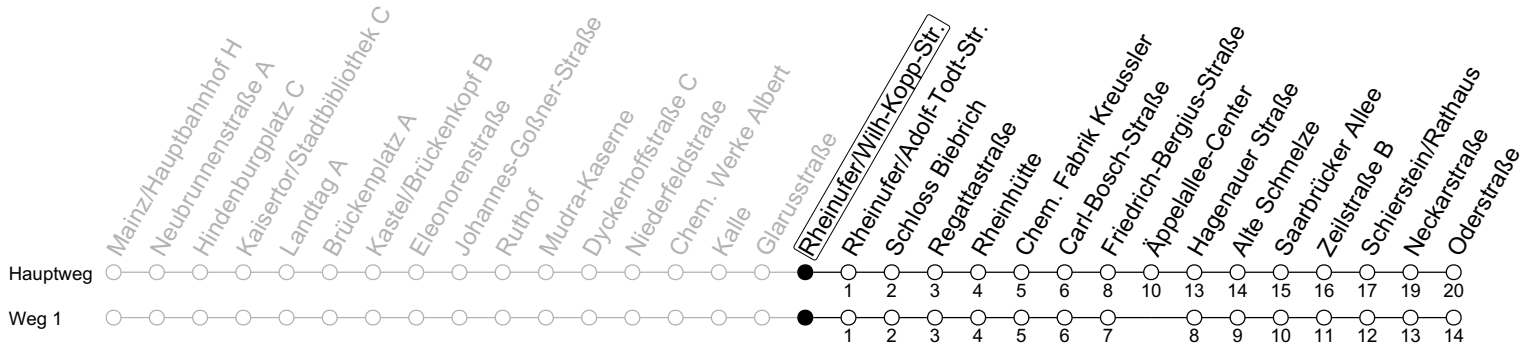 Mainz/Hauptbahnhof H
Neubrunnenstraße A
Hindenburgplatz C
Kaisertor/Stadtbibliothek C
Landtag A
Brückenplatz A
Kastel/Brückenkopf B
Eleonorenstraße
Johannes-Goßner-Straße
Ruthof
Mudra-Kaserne
Dyckerhoffstraße C
Niederfeldstraße
Chem. Werke Albert
Kalle
Glarusstraße
Rheinufer/Wilh-Kopp-Str.
Rheinufer/Adolf-Todt-Str.
Schloss Biebrich
Regattastraße
Rheinhütte
Chem. Fabrik Kreussler
Carl-Bosch-Straße
Friedrich-Bergius-Straße
Äppelallee-Center
Hagenauer Straße
Alte Schmelze
Saarbrücker Allee
Zeilstraße B
Schierstein/Rathaus
Neckarstraße
Oderstraße
Hauptweg
1 2 3 4 5 6 8 10 13 14 15 16 17 19 20
Weg 1
1 2 3 4 5 6 7 8 9 10 11 12 13 14